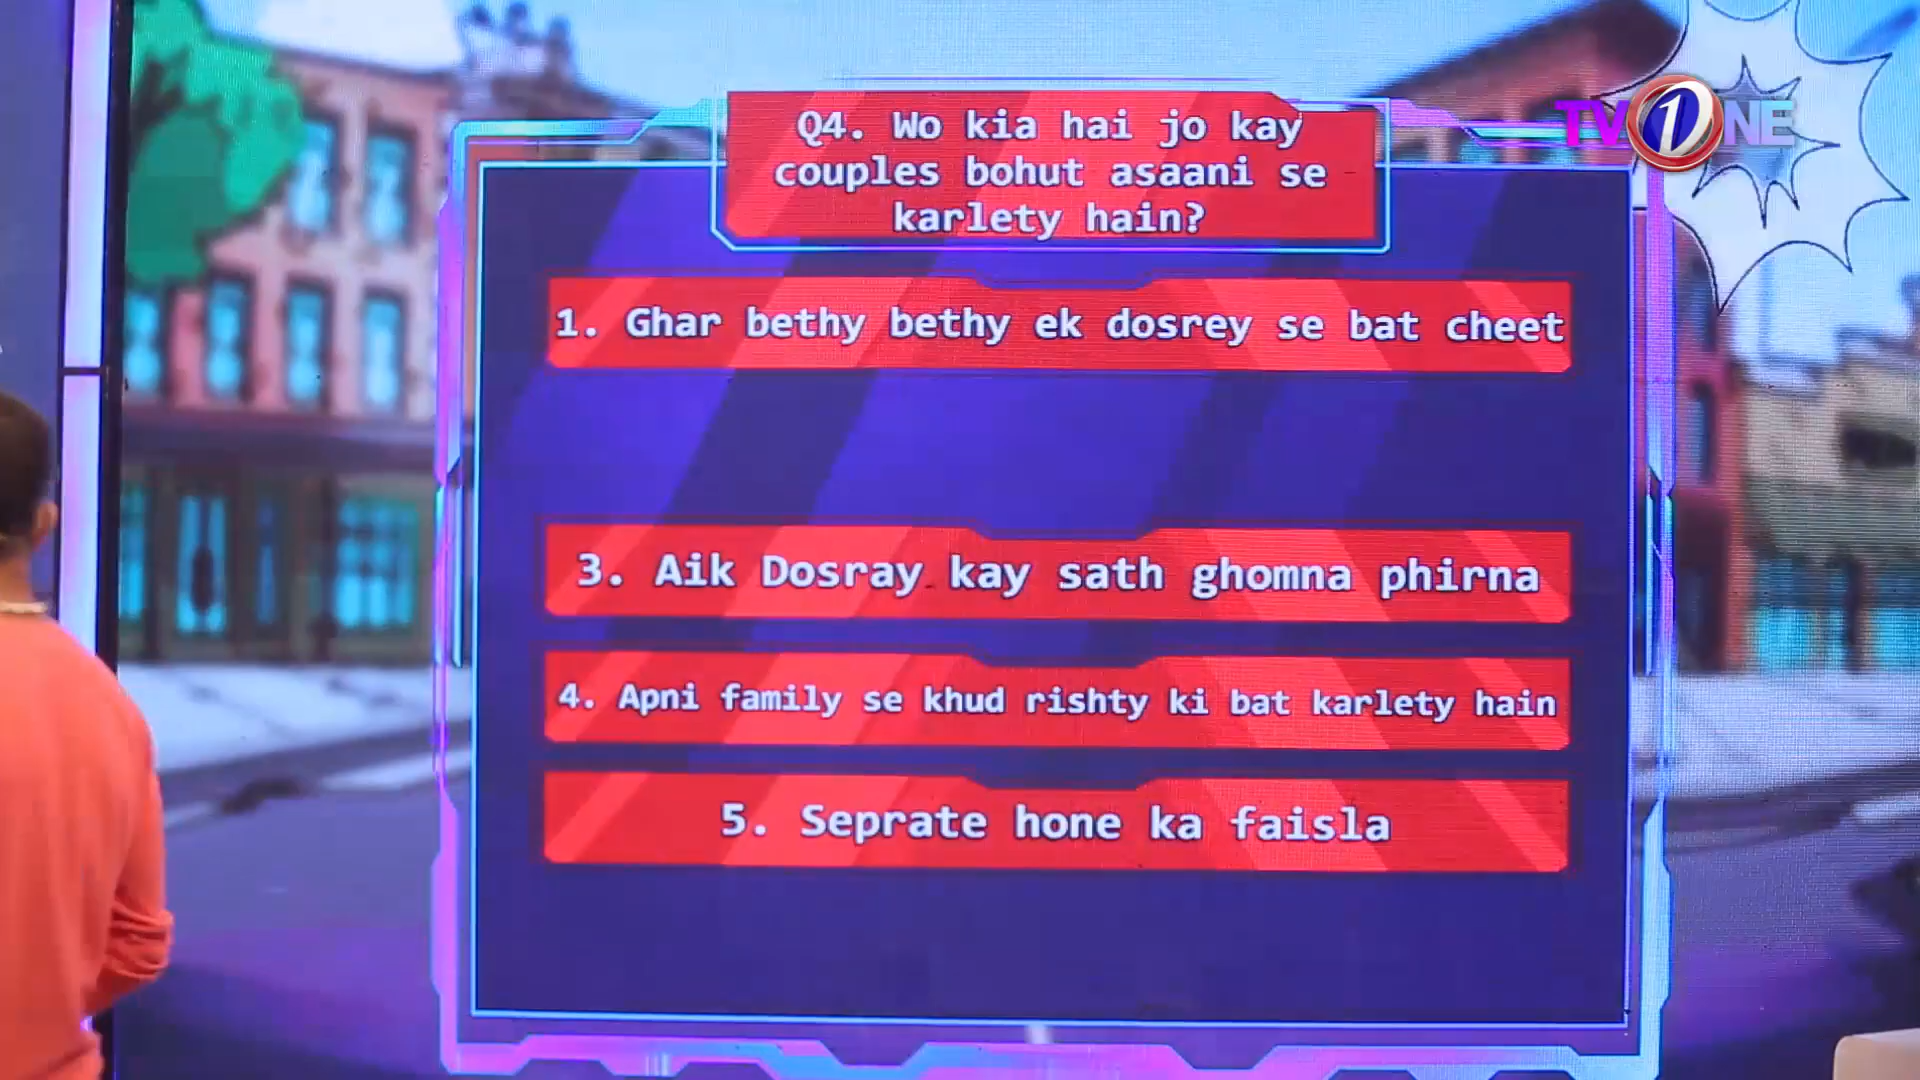 TV1NE
Q4. Wo kia hai jo kay
couples bohut asaani se
karlety hain?
1. Ghar bethy bethy ek dosrey se bat cheet
3. Aik Dosray kay sath ghomna phirna
4. Apni family se khud rishty ki bat karlety hain
5. Seprate hone ka faisla